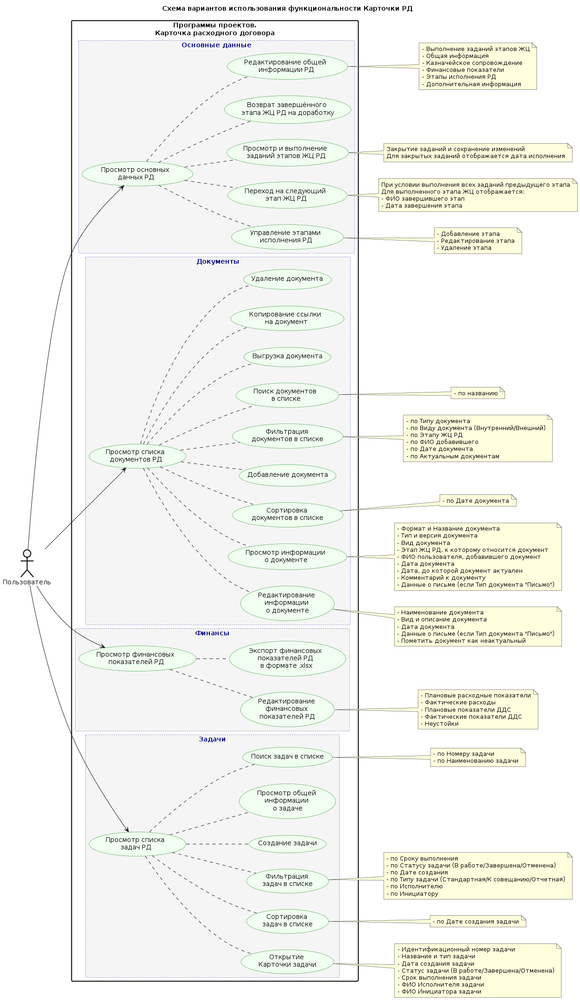 Схема вариантов использования функциональности Карточки РД
Программы проектов.
Карточка расходного договора
Основные данные
Редактирование общей
информации РД
- Выполнение заданий этапов ЖЦ
- Общая информация
- Казначейское сопровождение
- Финансовые показатели
- Этапы исполнения РД
- Дополнительная информация
Возврат завершённого
этапа ЖЦ РД на доработку
Просмотр и выполнение
заданий этапов ЖЦ РД
Закрытие заданий и сохранение изменений
Для закрытых заданий отображается дата исполнения
Просмотр основных
данных РД
Переход на следующий
этап ЖЦ РД
При условии выполнения всех заданий предыдущего этапа
Для выполненного этапа ЖЦ отображается:
- ФИО завершившего этап
- Дата завершения этапа
Управление этапами
исполнения РД
- Добавление этапа
- Редактирование этапа
- Удаление этапа
Документы
Удаление документа
Копирование ссылки
на документ
Выгрузка документа
Поиск документов
в списке
- по названию
Фильтрация
документов в списке
- по Типу документа
- по Виду документа (Внутренний/Внешний)
- по Этапу ЖЦ РД
- по ФИО добавившего
- по Дате документа
- по Актуальным документам
Просмотр списка
документов РД
Добавление документа
Сортировка
документов в списке
- по Дате документа
Просмотр информации
о документе
- Формат и Название документа
- Тип и версия документа
- Вид документа
- Этап ЖЦ РД, к которому относится документ
- ФИО пользователя, добавившего документ
- Дата документа
- Дата, до которой документ актуален
- Комментарий к документу
- Данные о письме (если Тип документа "Письмо")
Пользователь
Редактирование
информации
о документе
- Наименование документа
- Вид и описание документа
- Дата документа
- Данные о письме (если Тип документа "Письмо")
- Пометить документ как неактуальный
Финансы
Просмотр финансовых
показателей РД
Экспорт финансовых
показателей РД
в формате .xlsx
Редактирование
финансовых
показателей РД
- Плановые расходные показатели
- Фактические расходы
- Плановые показатели ДДС
- Фактические показатели ДДС
- Неустойки
Задачи
Поиск задач в списке
- по Номеру задачи
- по Наименованию задачи
Просмотр общей
информации
о задаче
Просмотр списка
задач РД
Создание задачи
Фильтрация
задач в списке
- по Сроку выполнения
- по Статусу задачи (В работе/Завершена/Отменена)
- по Дате создания
- по Типу задачи (Стандартная/К совещанию/Отчетная)
- по Исполнителю
- по Инициатору
Сортировка
задач в списке
- по Дате создания задачи
Открытие
Карточки задачи
- Идентификационный номер задачи
- Название и тип задачи
- Дата создания задачи
- Статус задачи (В работе/Завершена/Отменена)
- Срок выполнения задачи
- ФИО Исполнителя задачи
- ФИО Инициатора задачи